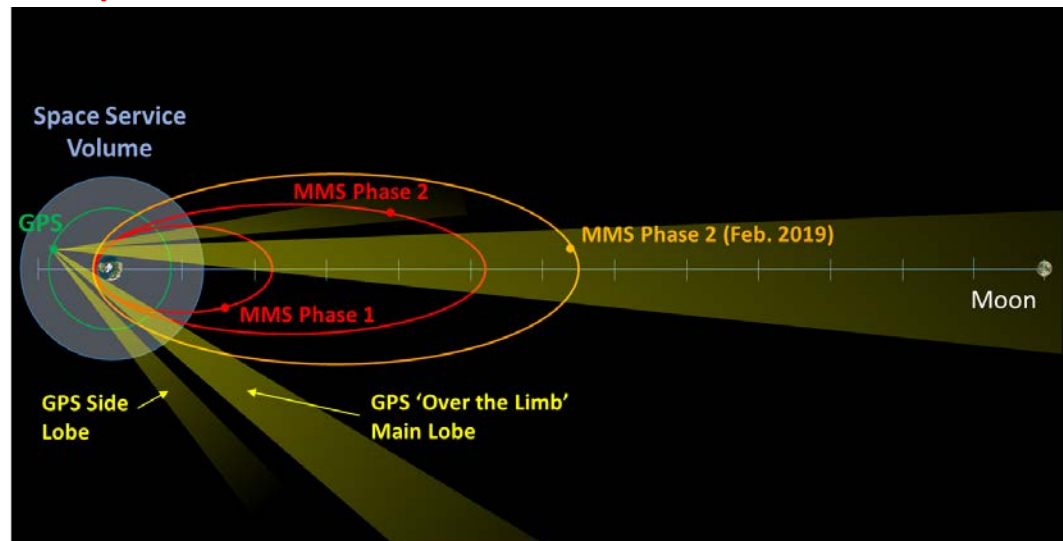 Space Service
Volume
GPS
MMS Phase 2
MMS Phase 2 (Feb. 2019)
MMS Phase 1
Moon
GPS Side
Lobe
GPS ‘Over the Limb’
Main Lobe